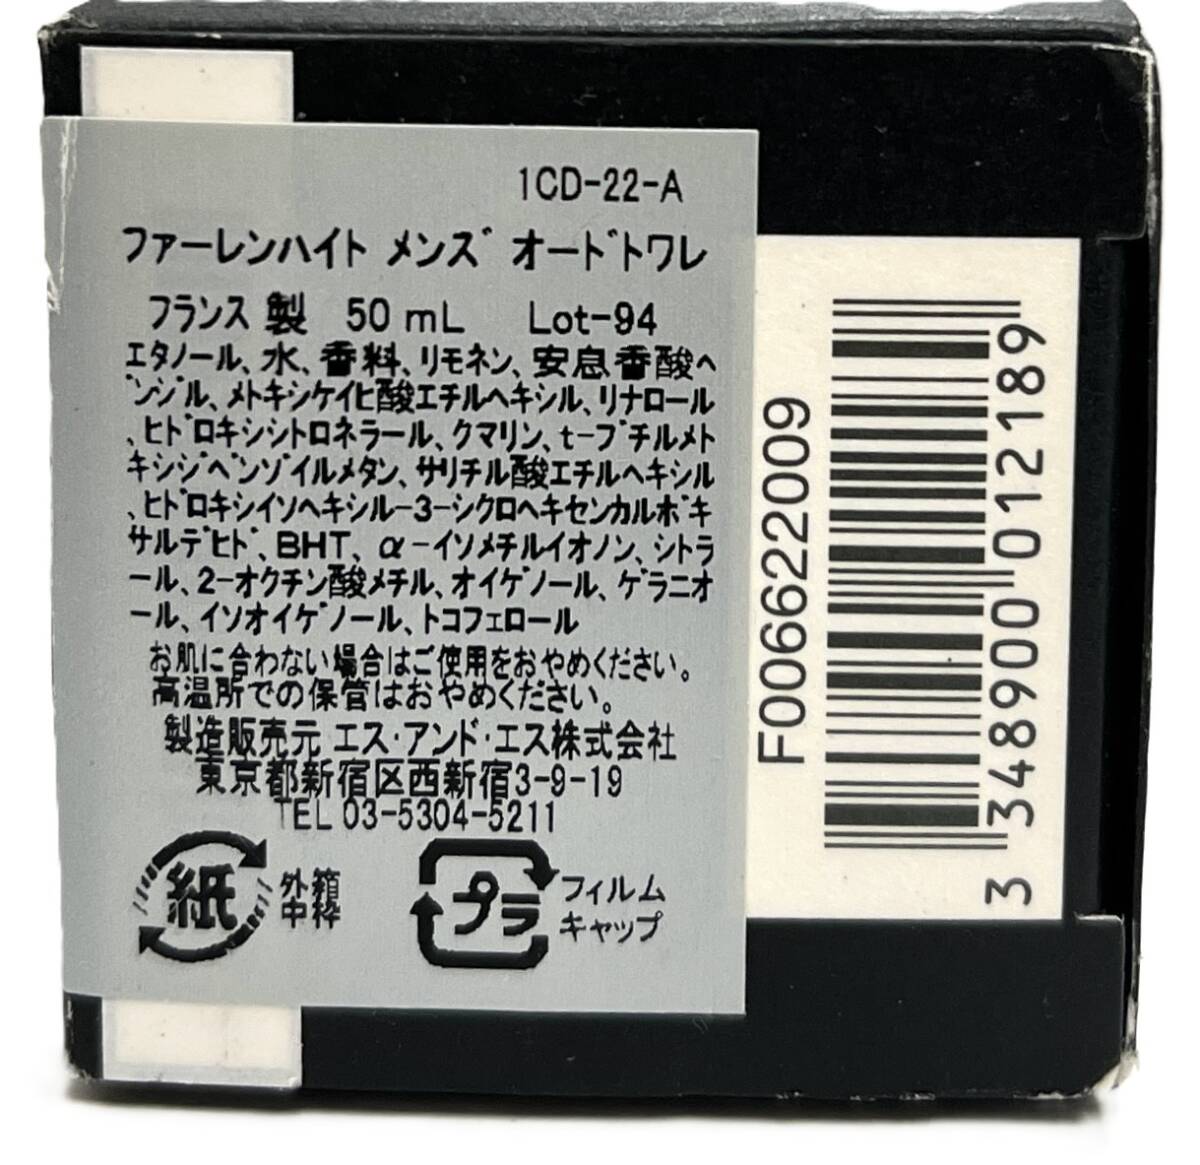 1CD-22-A
ファーレンハイト メンズ オードトワレ
フランス 製 50 mL Lot-94
エタノール、水、香料、リモネン、安息香酸ベ
ンジル、メトキシケイヒ酸エチルヘキシル、リナロール
、ヒドロキシシトロネラール、クマリン、t-ブチルメト
キシジベンゾイルメタン、サリチル酸エチルヘキシル
、ヒドロキシイソヘキシル-3-シクロヘキセンカルボキ
サルデヒド、BHT、α-イソメチルイオノン、シトラ
ール、2-オクチン酸メチル、オイゲノール、ゲラニオ
ール、イソオイゲノール、トコフェロール
お肌に合わない場合はご使用をおやめください。
高温所での保管はおやめください。
製造販売元 エス・アンド・エス株式会社
東京都新宿区西新宿3-9-19
TEL 03-5304-5211
紙 外箱
中枠
プラ フィルム
キャップ
F006622009
3 348900 012189